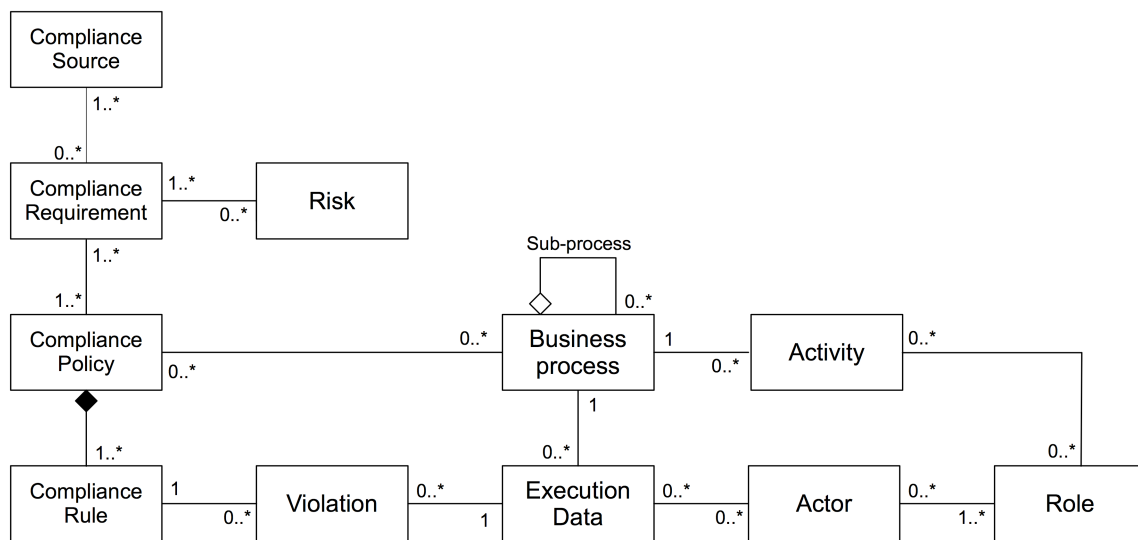 Compliance
Source
1..*
0..*
Compliance
Requirement
1..*
0..*
Risk
1..*
1..*
Sub-process
0..*
Compliance
Policy
0..*
0..*
Business
process
1
0..*
Activity
0..*
1
0..*
1..*
0..*
Compliance
Rule
1
0..*
Violation
0..*
1
Execution
Data
0..*
0..*
Actor
0..*
1..*
Role